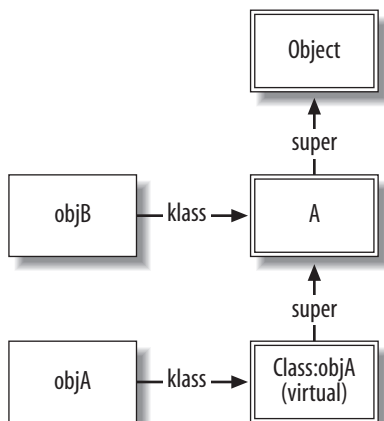 Object
super
objB
klass
A
super
objA
klass
Class:objA
(virtual)